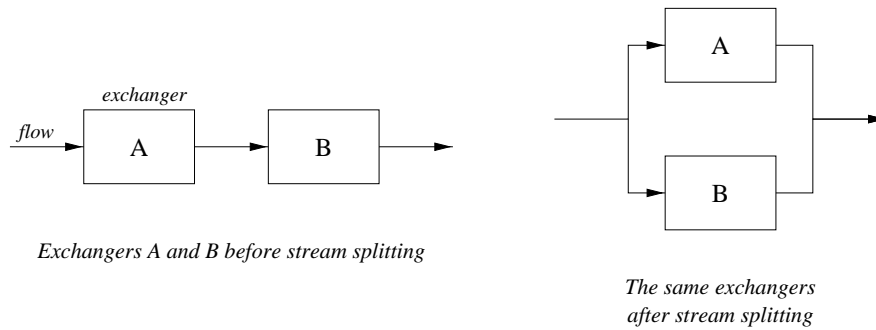 exchanger
flow
A
B
Exchangers A and B before stream splitting
A
B
The same exchangers
after stream splitting